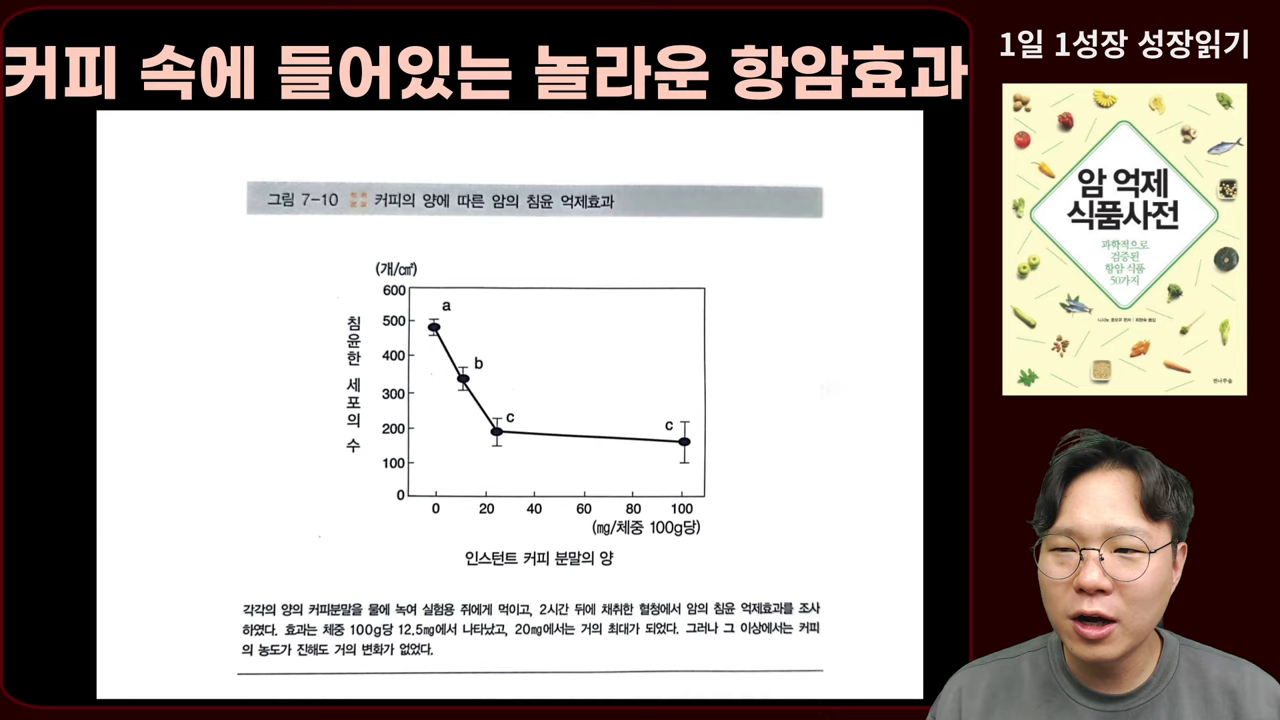 커피 속에 들어있는 놀라운 항암효과
1일 1성장 성장읽기
그림 7-10 커피의 양에 따른 암의 침윤 억제효과
(개/㎠)
침윤한 세포의 수
600
500
400
300
200
100
0
a
b
c
c
0 20 40 60 80 100
(㎎/체중 100g당)
인스턴트 커피 분말의 양
각각의 양의 커피분말을 물에 녹여 실험용 쥐에게 먹이고, 2시간 뒤에 채취한 혈청에서 암의 침윤 억제효과를 조사
하였다. 효과는 체중 100g당 12.5㎎에서 나타났고, 20㎎에서는 거의 최대가 되었다. 그러나 그 이상에서는 커피
의 농도가 진해도 거의 변화가 없었다.
암 억제
식품사전
과학적으로
검증된
항암 식품
50가지
전나무숲